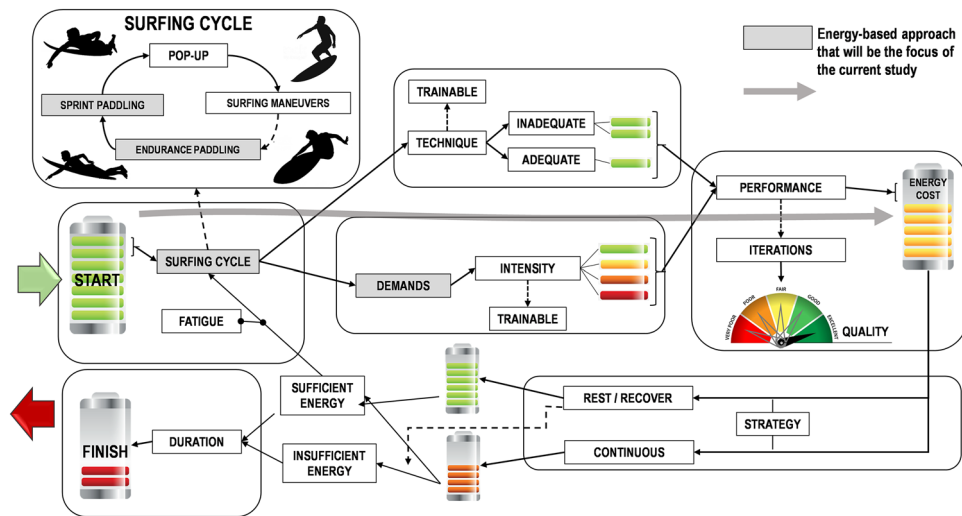 SURFING CYCLE
POP-UP
SPRINT PADDLING
SURFING MANEUVERS
ENDURANCE PADDLING
Energy-based approach
that will be the focus of
the current study
TRAINABLE
TECHNIQUE
INADEQUATE
ADEQUATE
PERFORMANCE
ENERGY
COST
ITERATIONS
VERY POOR
POOR
FAIR
GOOD
EXCELLENT
QUALITY
START
SURFING CYCLE
FATIGUE
DEMANDS
INTENSITY
TRAINABLE
FINISH
DURATION
SUFFICIENT
ENERGY
INSUFFICIENT
ENERGY
REST / RECOVER
STRATEGY
CONTINUOUS